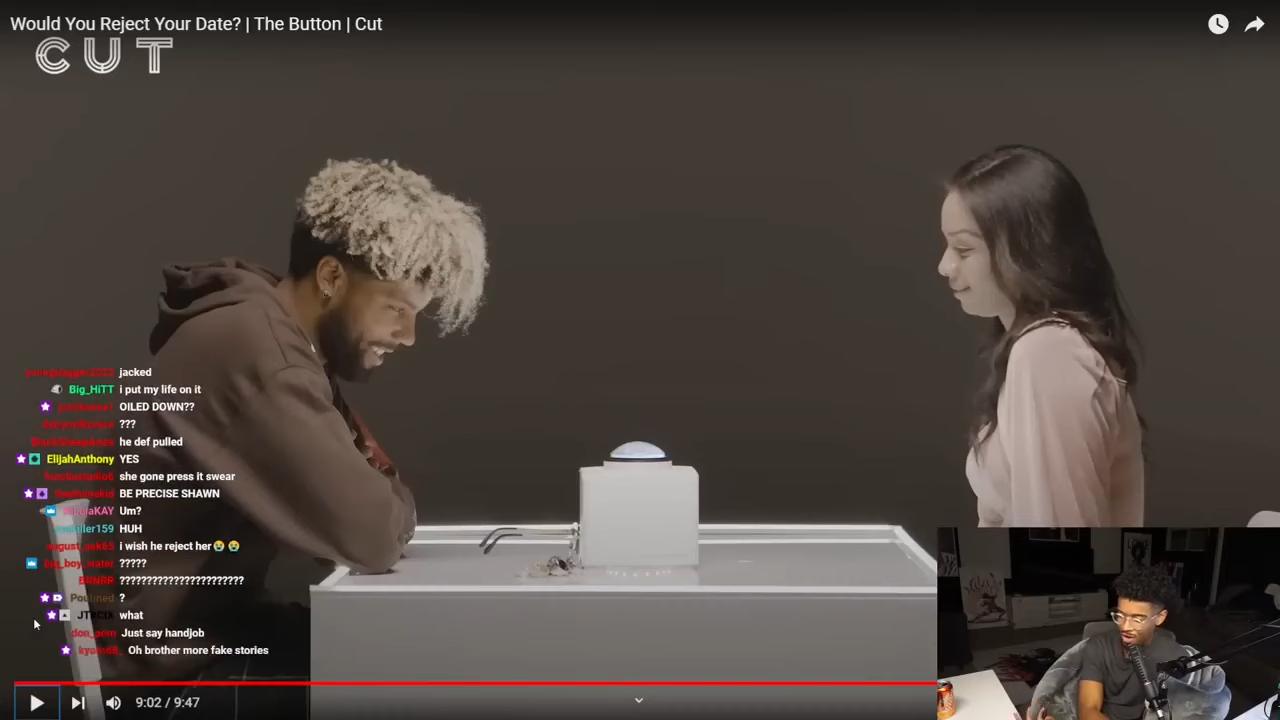 Would You Reject Your Date? | The Button | Cut
CUT
jacked
Big_HiTT i put my life on it
OILED DOWN??
???
he def pulled
ElijahAnthony YES
she gone press it swear
BE PRECISE SHAWN
Um?
HUH
i wish he reject her😭😭
big_boy_water ?????
BRNRR ???????????????????????
?
what
Just say handjob
Oh brother more fake stories
9:02 / 9:47